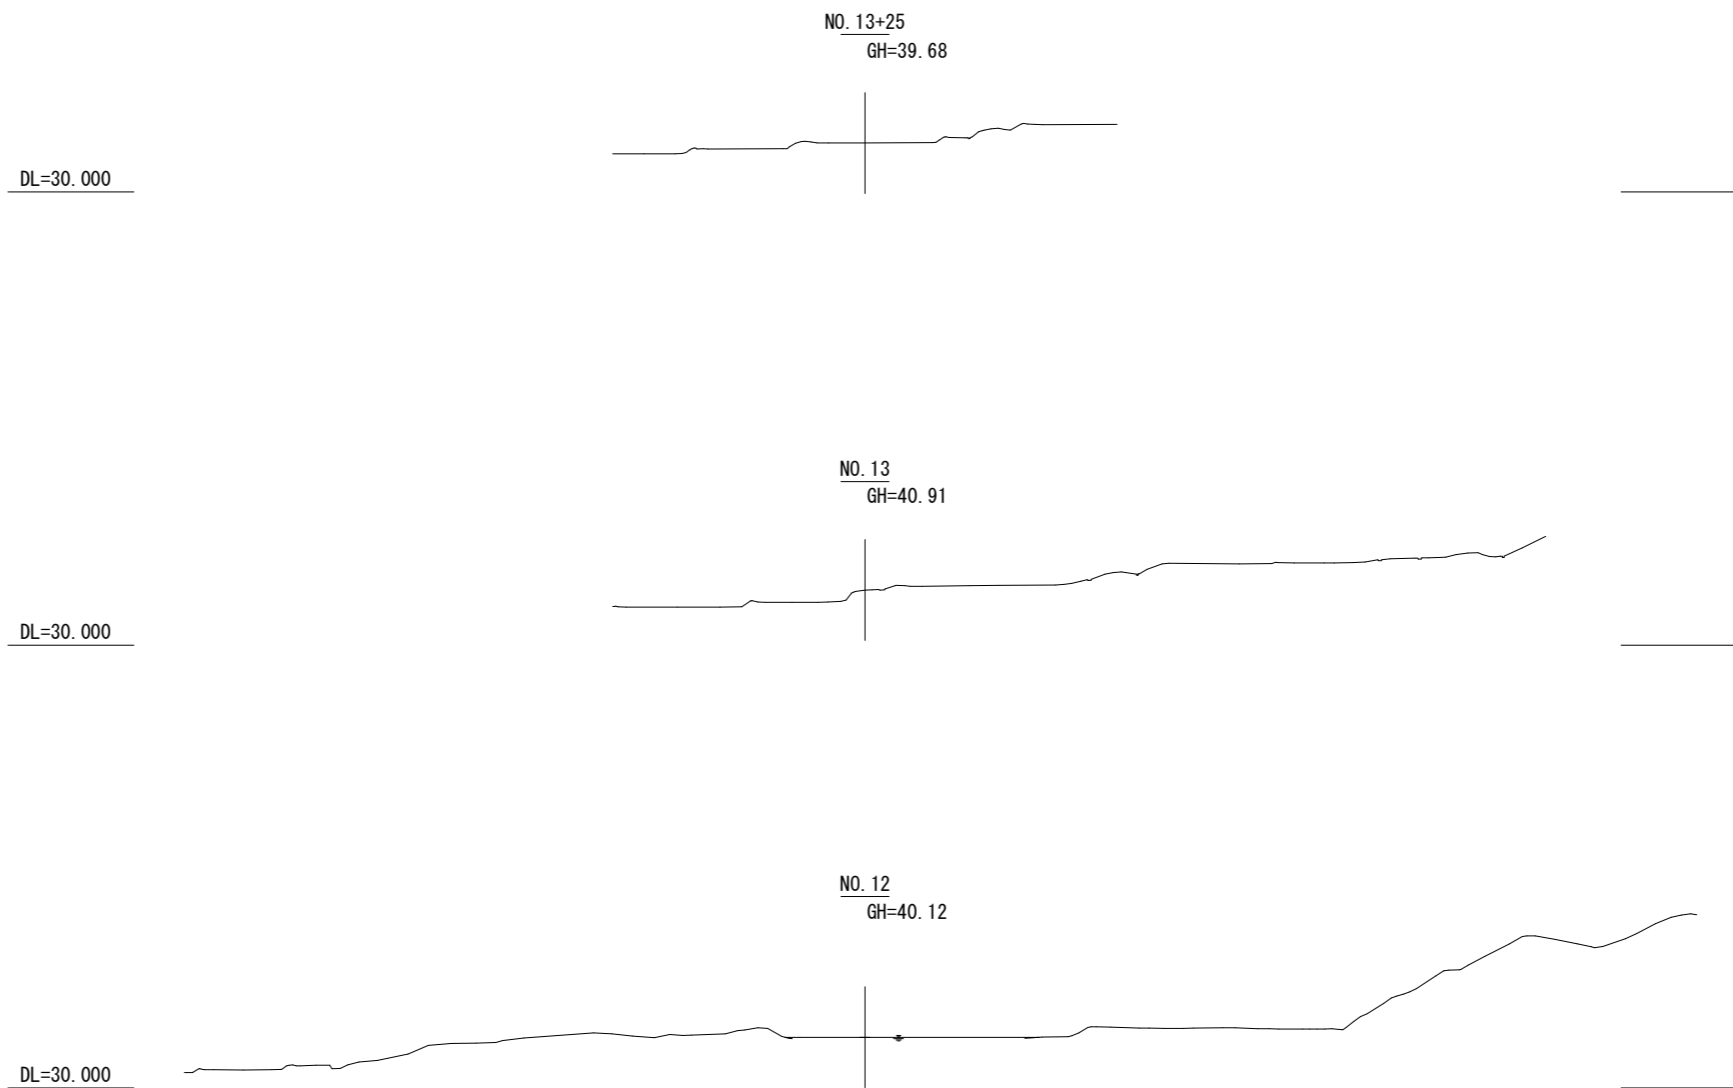 NO. 13+25
GH=39.68
DL=30.000
NO. 13
GH=40.91
DL=30.000
NO. 12
GH=40.12
DL=30.000